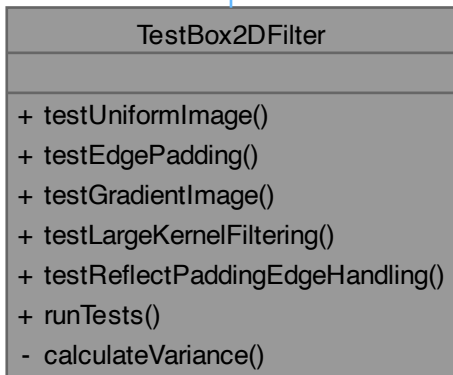 TestBox2DFilter
+ testUniformImage()
+ testEdgePadding()
+ testGradientImage()
+ testLargeKernelFiltering()
+ testReflectPaddingEdgeHandling()
+ runTests()
- calculateVariance()